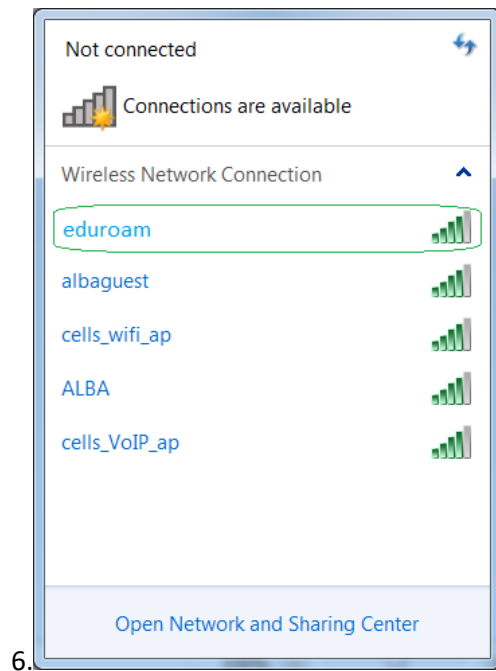 Not connected
Connections are available
Wireless Network Connection
eduroam
albaguest
cells_wifi_ap
ALBA
cells_VoIP_ap
Open Network and Sharing Center
6.